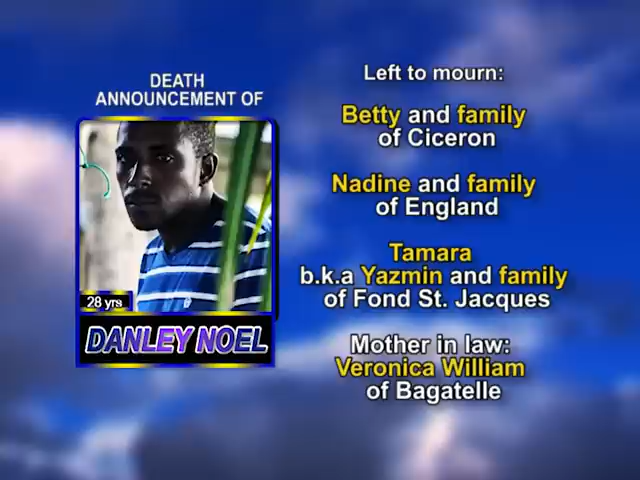 DEATH
ANNOUNCEMENT OF
28 yrs
DANLEY NOEL
Left to mourn:
Betty and family
of Ciceron
Nadine and family
of England
Tamara
b.k.a Yazmin and family
of Fond St. Jacques
Mother in law:
Veronica William
of Bagatelle